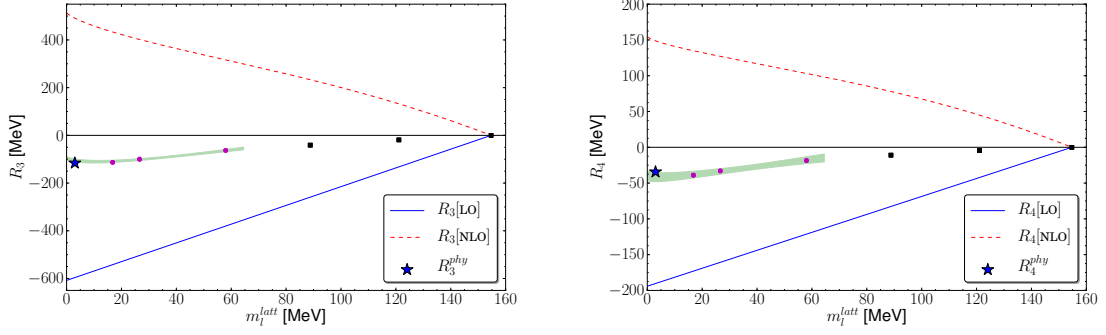 400
200
0
−200
−400
−600
R_3 [MeV]
0 20 40 60 80 100 120 140 160
m_l^{latt} [MeV]
R_3[LO]
R_3[NLO]
R_3^{phy}
200
150
100
50
0
−50
−100
−150
−200
R_4 [MeV]
0 20 40 60 80 100 120 140 160
m_l^{latt} [MeV]
R_4[LO]
R_4[NLO]
R_4^{phy}